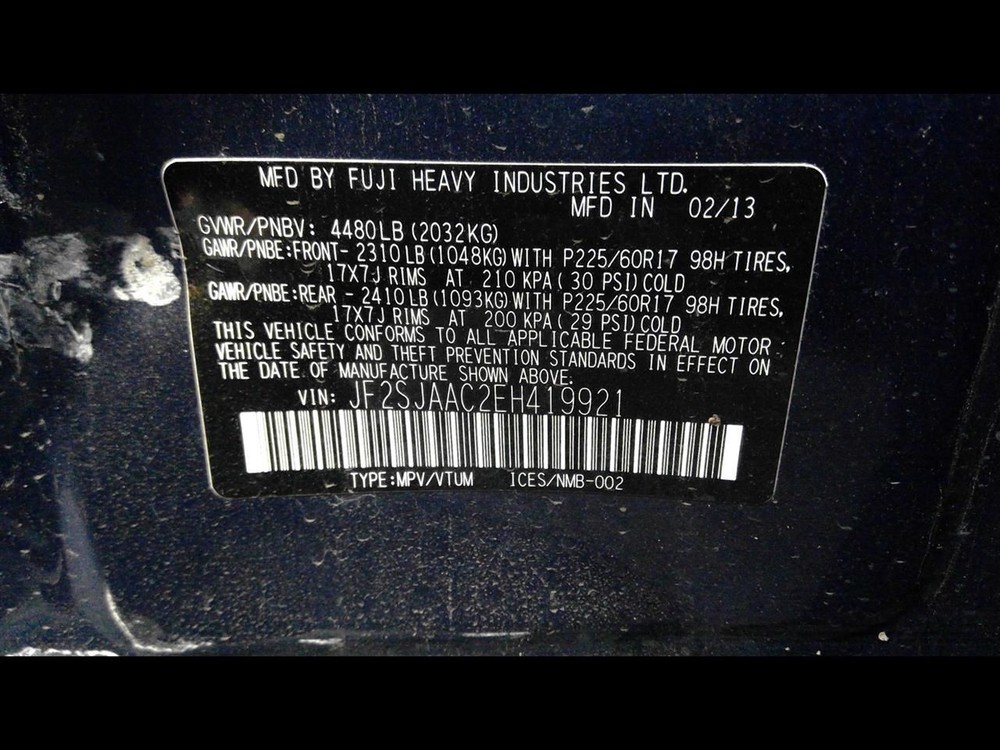 MFD BY FUJI HEAVY INDUSTRIES LTD.
MFD IN 02/13
GVWR/PNBV: 4480LB (2032KG)
GAWR/PNBE:FRONT- 2310LB (1048KG) WITH P225/60R17 98H TIRES,
17X7J RIMS AT 210 KPA ( 30 PSI) COLD
GAWR/PNBE:REAR - 2410LB (1093KG) WITH P225/60R17 98H TIRES,
17X7J RIMS AT 200 KPA ( 29 PSI) COLD
THIS VEHICLE CONFORMS TO ALL APPLICABLE FEDERAL MOTOR
VEHICLE SAFETY AND THEFT PREVENTION STANDARDS IN EFFECT ON
THE DATE OF MANUFACTURE SHOWN ABOVE.
VIN: JF2SJAAC2EH419921
TYPE:MPV/VTUM ICES/NMB-002